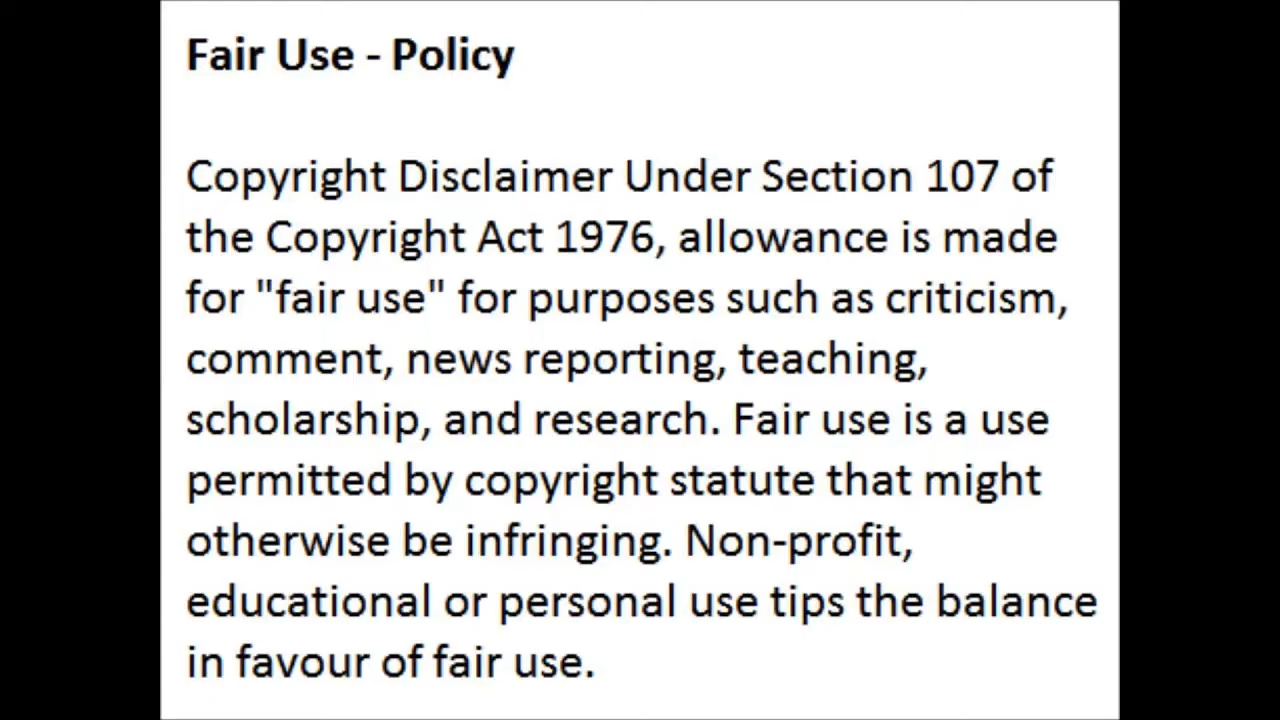 Fair Use - Policy
Copyright Disclaimer Under Section 107 of
the Copyright Act 1976, allowance is made
for "fair use" for purposes such as criticism,
comment, news reporting, teaching,
scholarship, and research. Fair use is a use
permitted by copyright statute that might
otherwise be infringing. Non-profit,
educational or personal use tips the balance
in favour of fair use.